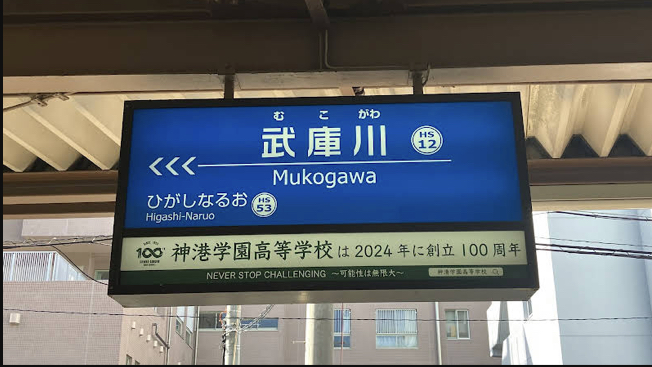 むこがわ
武庫川 HS 12
<<<
Mukogawa
ひがしなるお HS 53
Higashi-Naruo
100 神港学園高等学校は2024年に創立100周年
NEVER STOP CHALLENGING ～可能性は無限大～ 神港学園高等学校